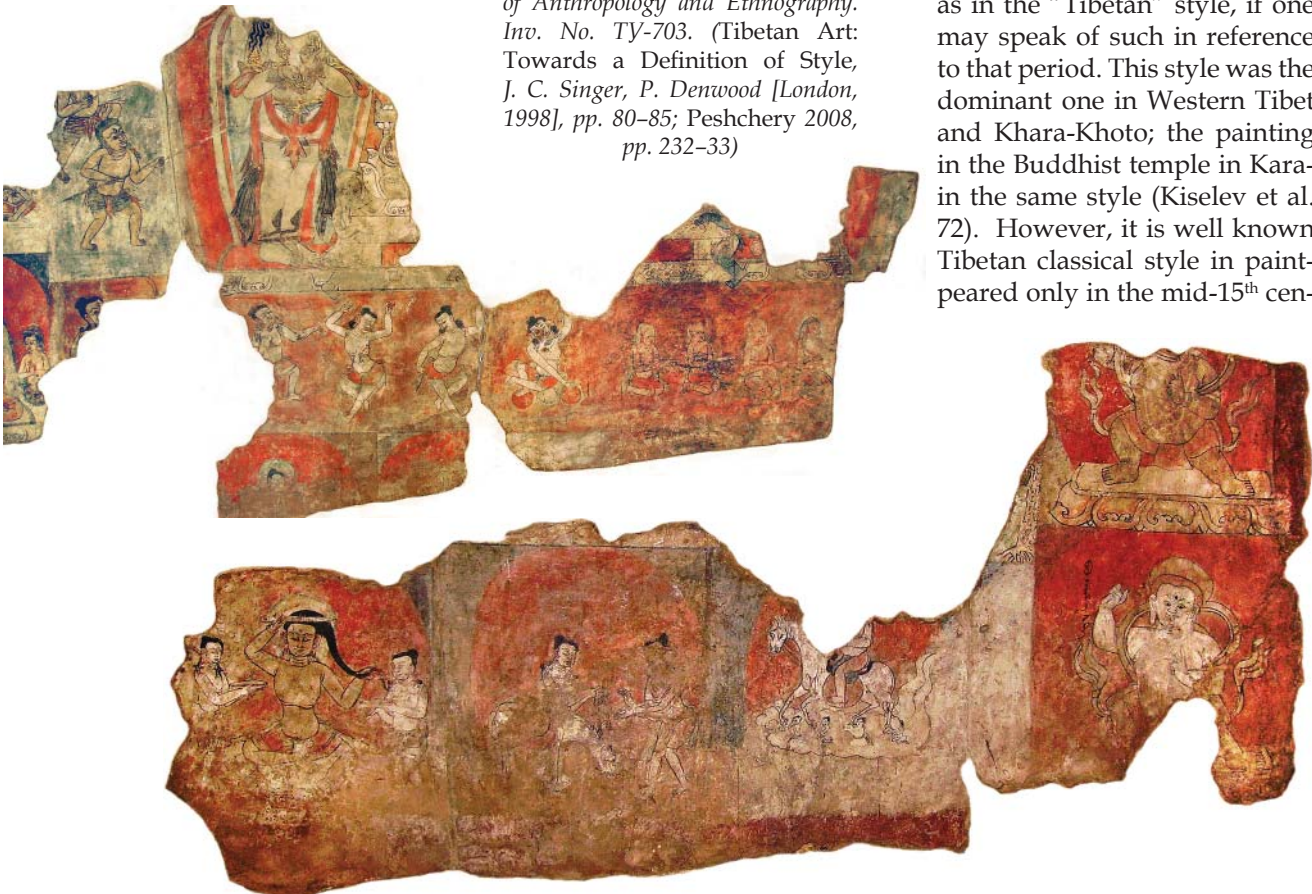 of Anthropology and Ethnography.
Inv. No. TY-703. (Tibetan Art:
Towards a Definition of Style,
J. C. Singer, P. Denwood [London,
1998], pp. 80–85; Peshchery 2008,
pp. 232–33)
as in the “Tibetan” style, if one
may speak of such in reference
to that period. This style was the
dominant one in Western Tibet
and Khara-Khoto; the painting
in the Buddhist temple in Kara-
in the same style (Kiselev et al.
72). However, it is well known
Tibetan classical style in paint-
peared only in the mid-15th cen-